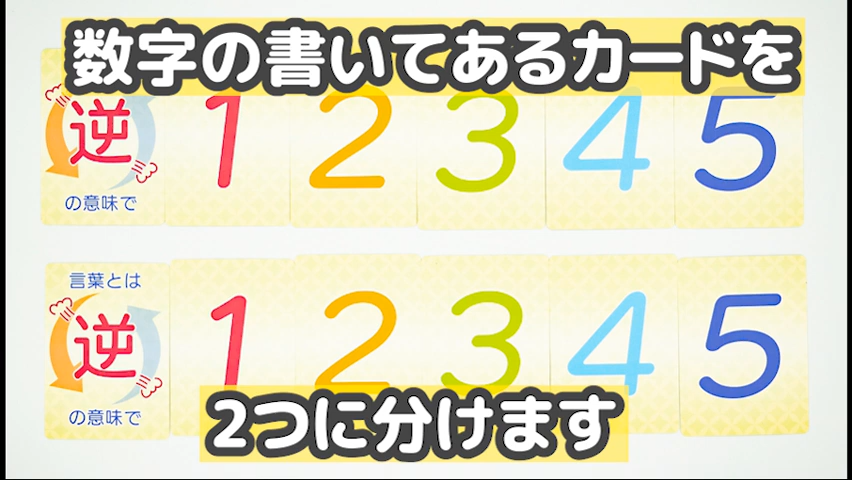 数字の書いてあるカードを
逆 1 2 3 4 5
の意味で
言葉とは
逆 1 2 3 4 5
の意味で
2つに分けます